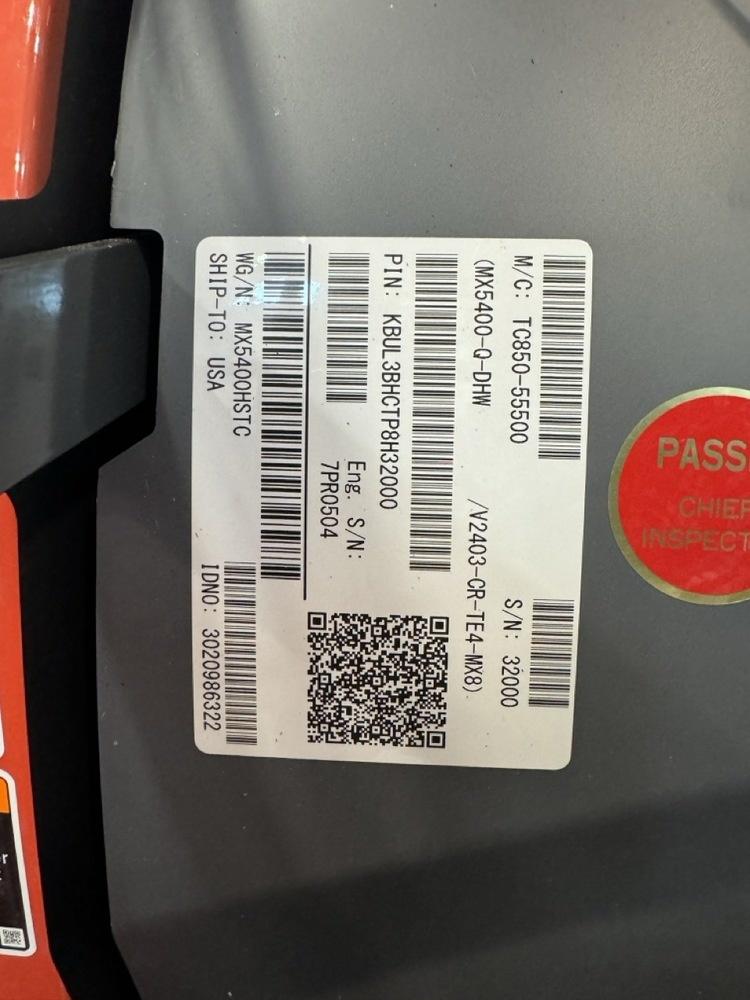 M/C: TC850-55500
S/N: 32000
(MX5400-Q-DHW
/V2403-CR-TE4-MX8)
PIN: KBUL3BHCTP8H32000
Eng. S/N:
7PR0504
WG/N: MX5400HSTC
SHIP-TO: USA
IDNO: 3020986322
PASS
CHIEF